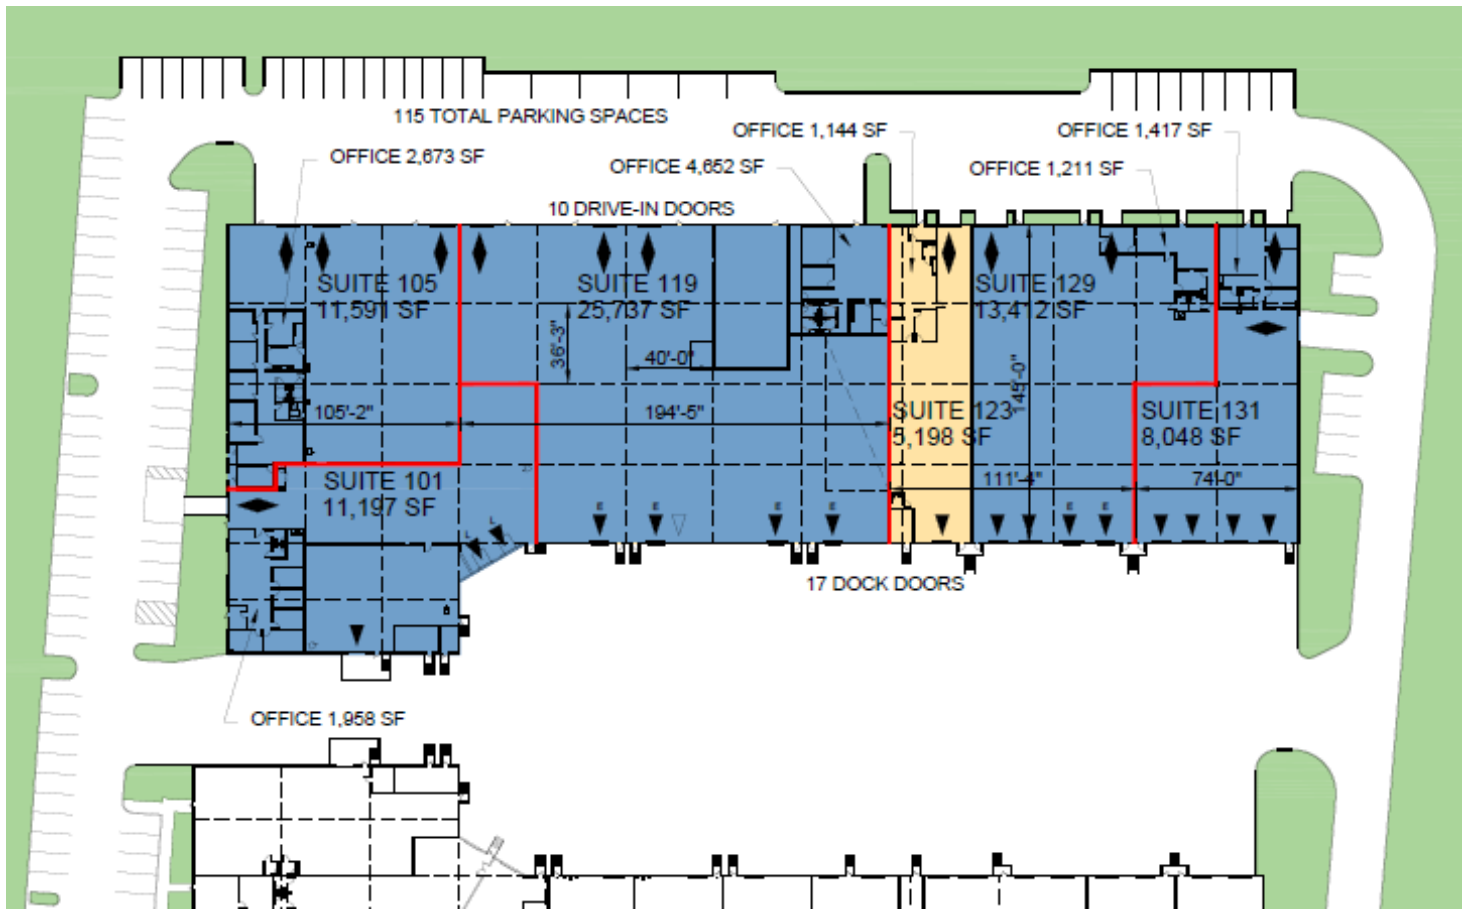 115 TOTAL PARKING SPACES
OFFICE 1,144 SF
OFFICE 1,417 SF
OFFICE 2,673 SF
OFFICE 4,652 SF
OFFICE 1,211 SF
10 DRIVE-IN DOORS
SUITE 105
11,591 SF
SUITE 119
25,737 SF
SUITE 129
13,412 SF
36'-3"
40'-0"
145'-0"
105'-2"
194'-5"
SUITE 123
5,198 SF
SUITE 131
8,048 SF
SUITE 101
11,197 SF
111'-4"
74'-0"
E
E
E
E
E
E
L
L
17 DOCK DOORS
OFFICE 1,958 SF